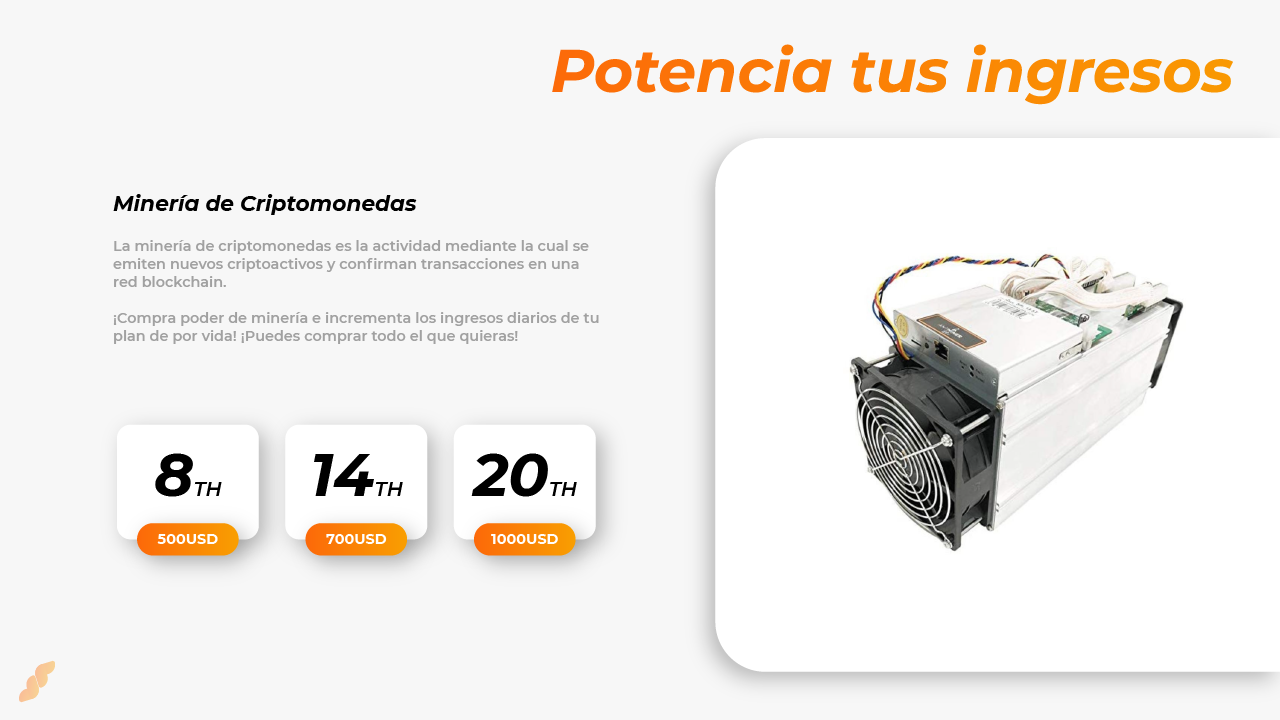 Potencia tus ingresos
Minería de Criptomonedas
La minería de criptomonedas es la actividad mediante la cual se
emiten nuevos criptoactivos y confirman transacciones en una
red blockchain.
¡Compra poder de minería e incrementa los ingresos diarios de tu
plan de por vida! ¡Puedes comprar todo el que quieras!
8TH
14TH
20TH
500USD
700USD
1000USD